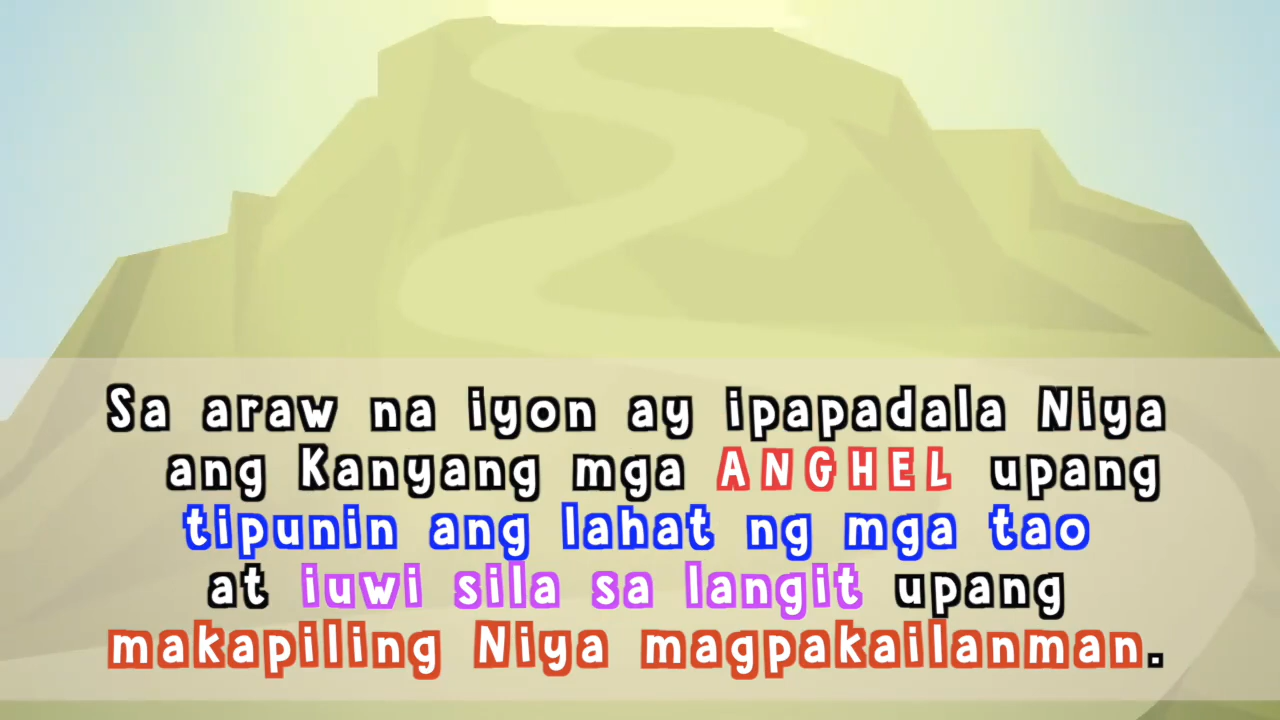 Sa araw na iyon ay ipapadala Niya
ang Kanyang mga ANGHEL upang
tipunin ang lahat ng mga tao
at iuwi sila sa langit upang
makapiling Niya magpakailanman.